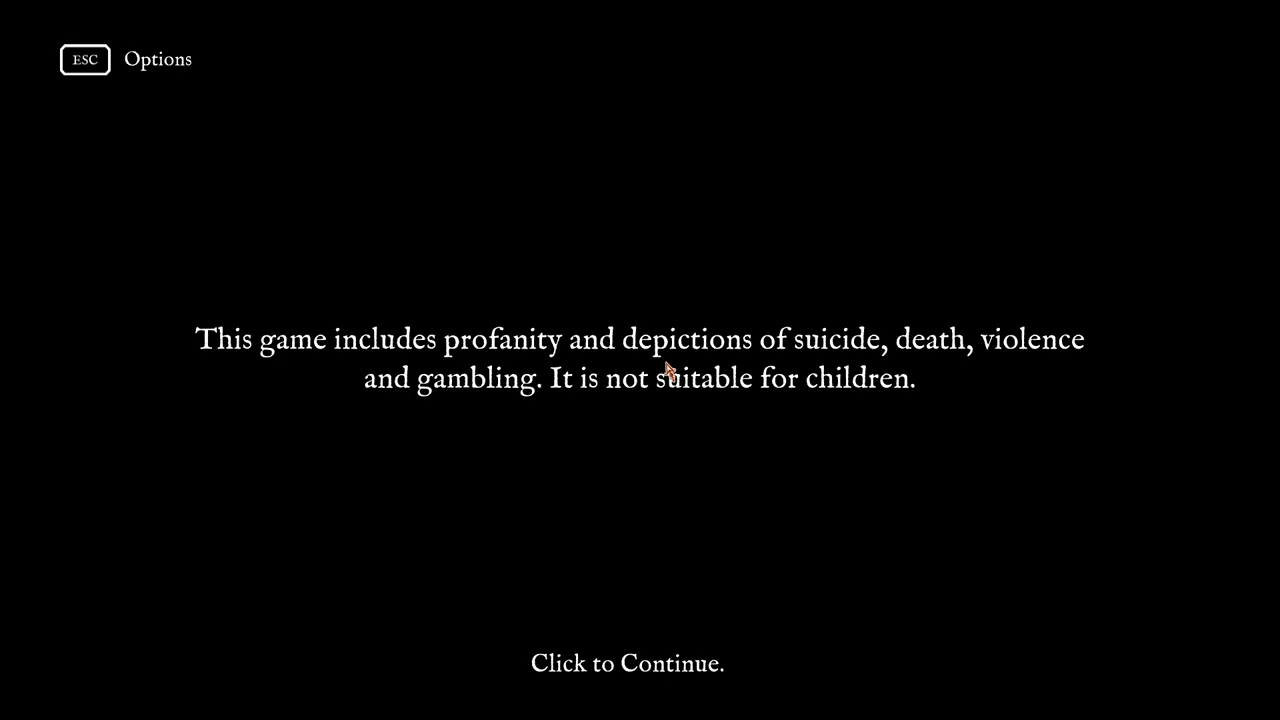 ESC Options
This game includes profanity and depictions of suicide, death, violence
and gambling. It is not suitable for children.
Click to Continue.